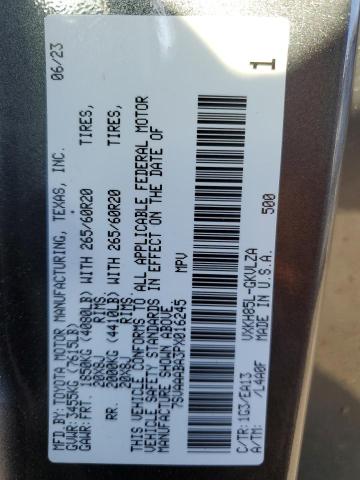 MFD.BY:TOYOTA MOTOR MANUFACTURING, TEXAS, INC. 06/23
GVWR: 3455KG (7615LB)
GAWR:FRT. 1850KG (4080LB) WITH 265/60R20 TIRES,
20X8J RIMS
RR. 2000KG (4410LB) WITH 265/60R20 TIRES,
20X8J RIMS
THIS VEHICLE CONFORMS TO ALL APPLICABLE FEDERAL MOTOR
VEHICLE SAFETY STANDARDS IN EFFECT ON THE DATE OF
MANUFACTURE SHOWN ABOVE.
7SVAAABA3PX016245 MPV
1
VXKH85L-GKVLZA 500
C/TR:1G3/EA13 MADE IN U.S.A.
A/TM: /L4A0F